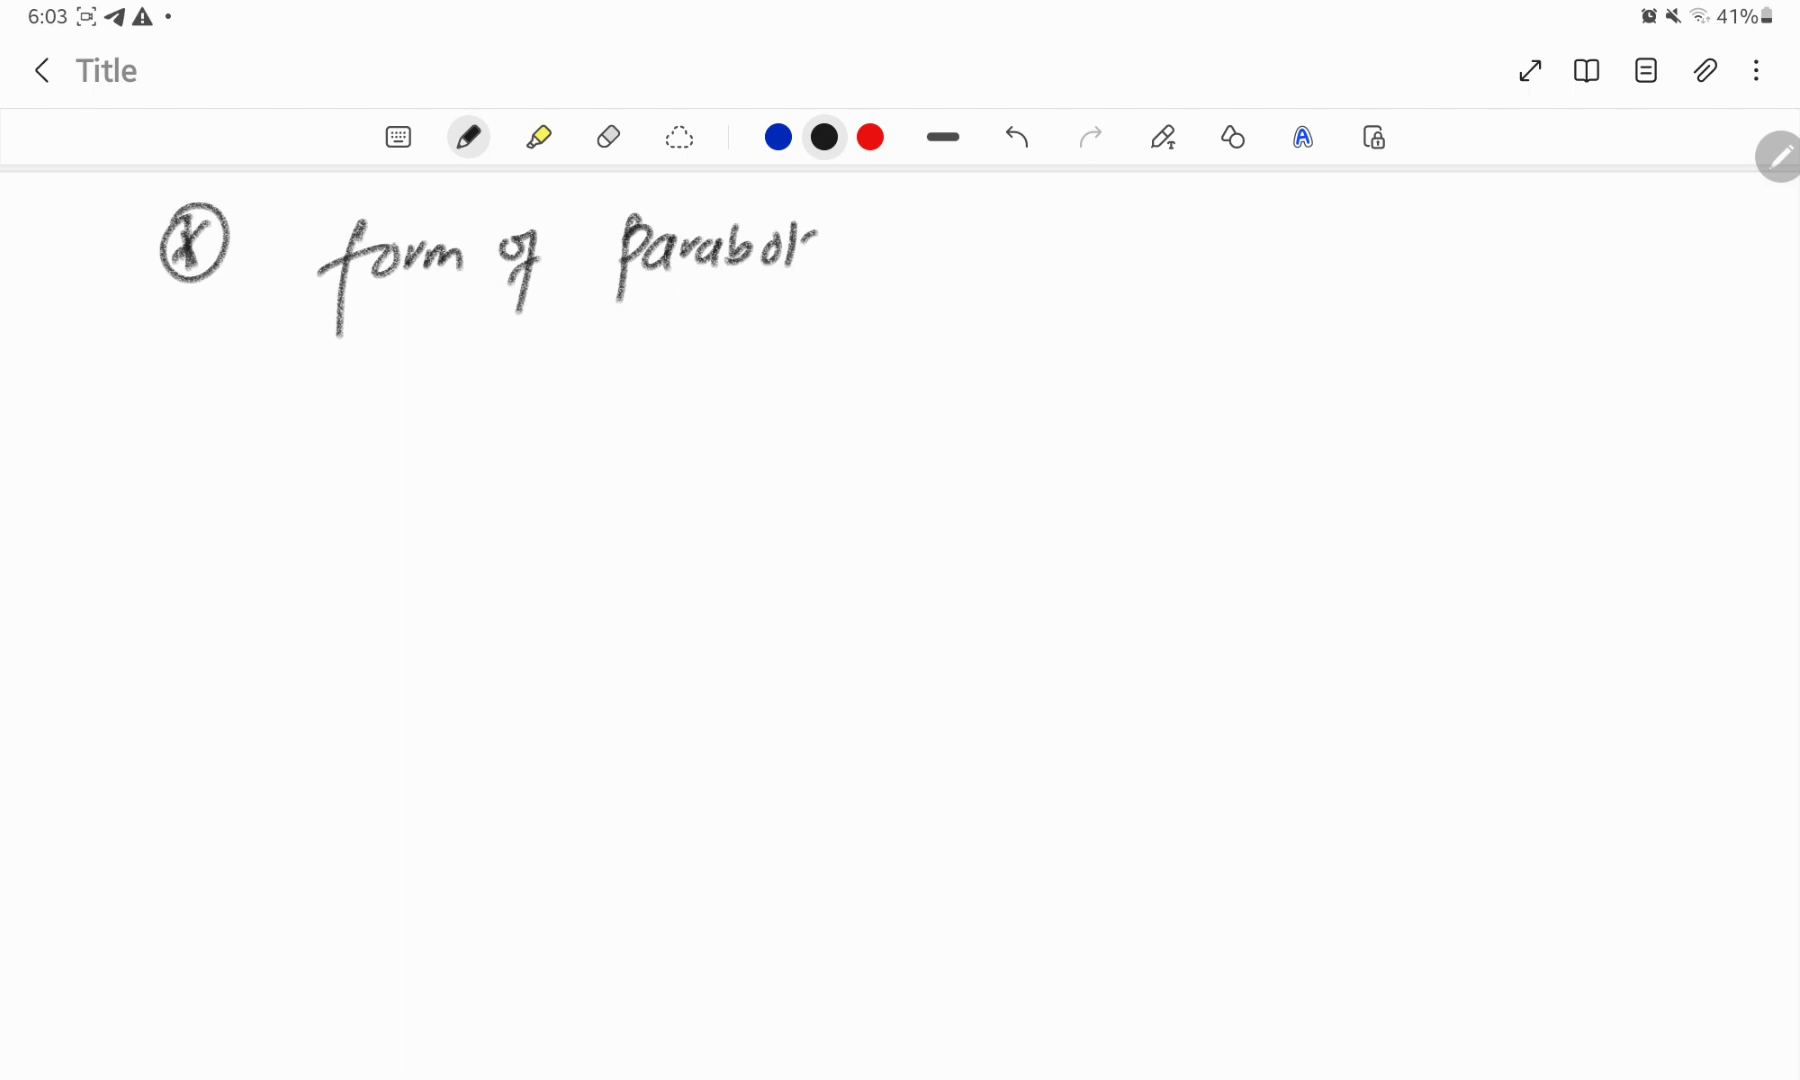 6:03 41%
Title
A
ⓧ form of parabol